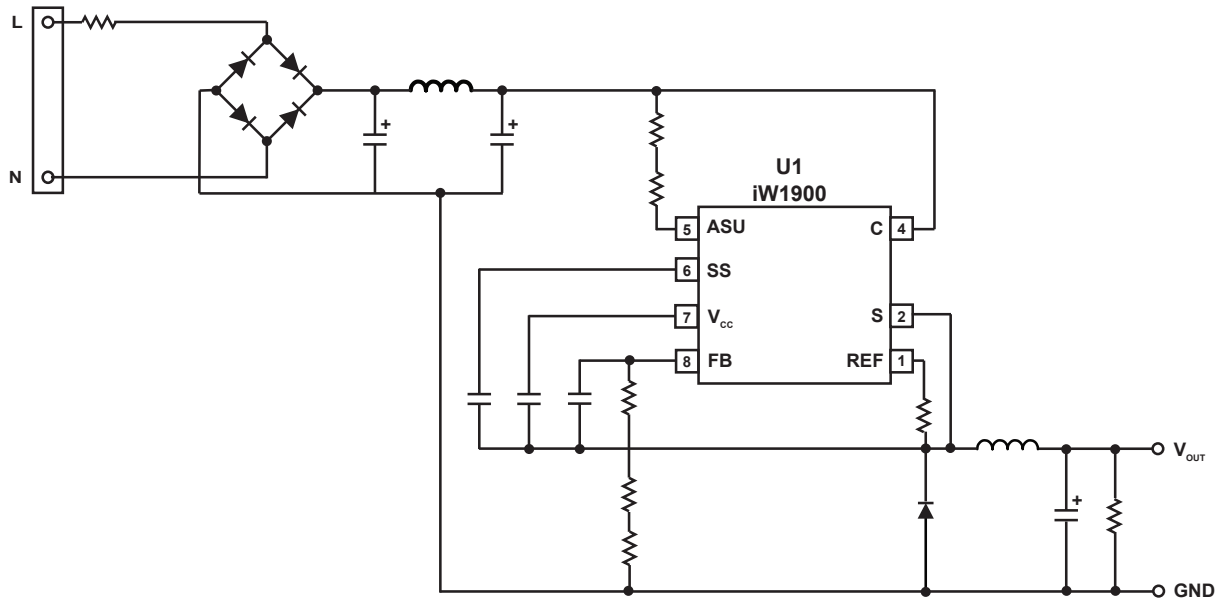 L
N
+
+
U1
iW1900
5 ASU
C 4
6 SS
7 Vcc
S 2
8 FB
REF 1
VOUT
+
GND